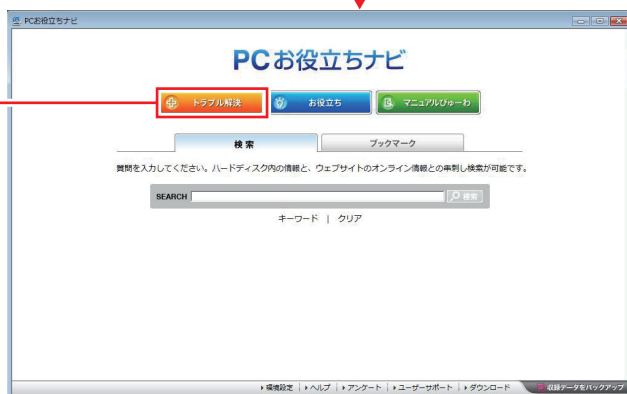 PCお役立ちナビ
PCお役立ちナビ
トラブル解決 お役立ち マニュアルびゅーわ
検索 ブックマーク
質問を入力してください。ハードディスク内の情報と、ウェブサイトのオンライン情報との串刺し検索が可能です。
SEARCH 検索
キーワード | クリア
環境設定 | ヘルプ | アンケート | ユーザーサポート | ダウンロード 収録データをバックアップ